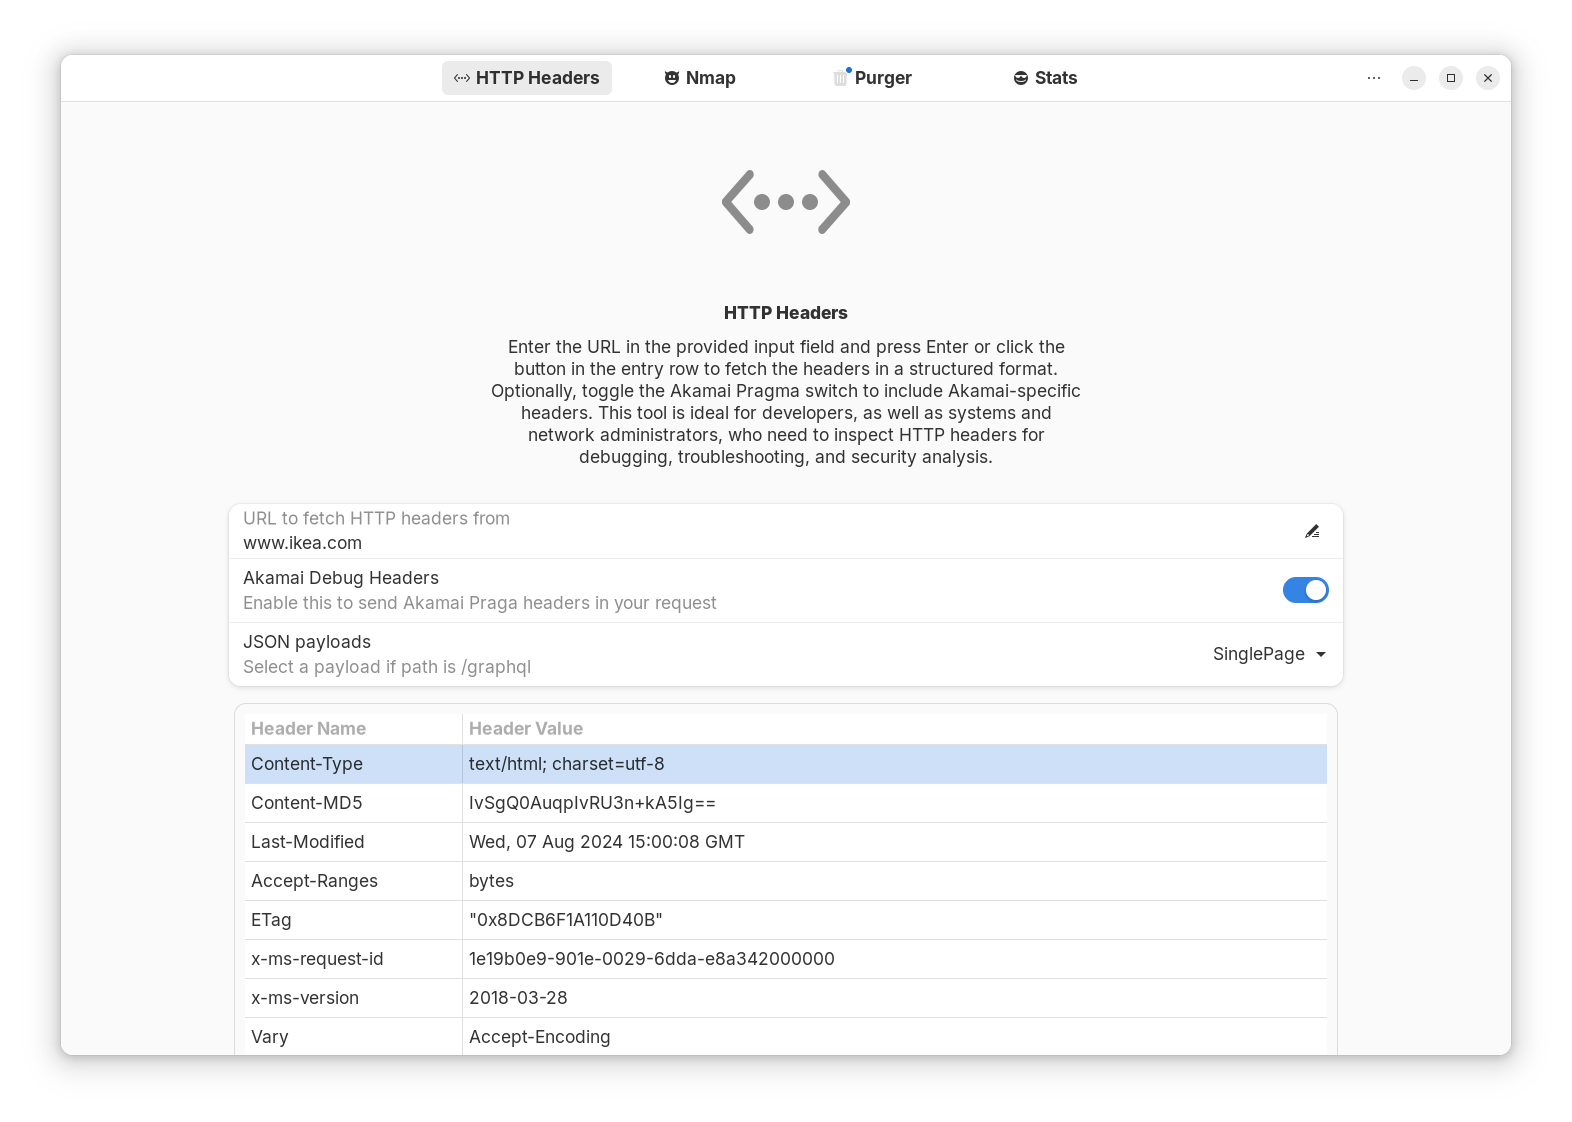 HTTP Headers
Nmap
Purger
Stats
HTTP Headers
Enter the URL in the provided input field and press Enter or click the
button in the entry row to fetch the headers in a structured format.
Optionally, toggle the Akamai Pragma switch to include Akamai-specific
headers. This tool is ideal for developers, as well as systems and
network administrators, who need to inspect HTTP headers for
debugging, troubleshooting, and security analysis.
URL to fetch HTTP headers from
www.ikea.com
Akamai Debug Headers
Enable this to send Akamai Praga headers in your request
JSON payloads
Select a payload if path is /graphql
SinglePage
Header Name Header Value
Content-Type text/html; charset=utf-8
Content-MD5 IvSgQ0AuqpIvRU3n+kA5Ig==
Last-Modified Wed, 07 Aug 2024 15:00:08 GMT
Accept-Ranges bytes
ETag "0x8DCB6F1A110D40B"
x-ms-request-id 1e19b0e9-901e-0029-6dda-e8a342000000
x-ms-version 2018-03-28
Vary Accept-Encoding